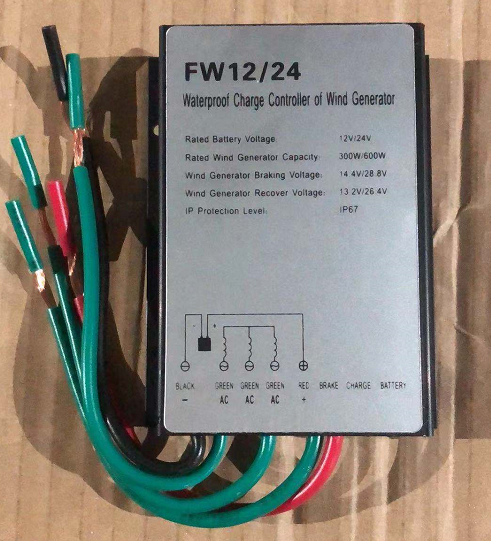 FW12/24
Waterproof Charge Controller of Wind Generator
Rated Battery Voltage 12V/24V
Rated Wind Generator Capacity: 300W/600W
Wind Generator Braking Voltage: 14.4V/28.8V
Wind Generator Recover Voltage: 13.2V/26.4V
IP Protection Level: IP67
- +
BLACK GREEN GREEN GREEN RED BRAKE CHARGE BATTERY
− AC AC AC +